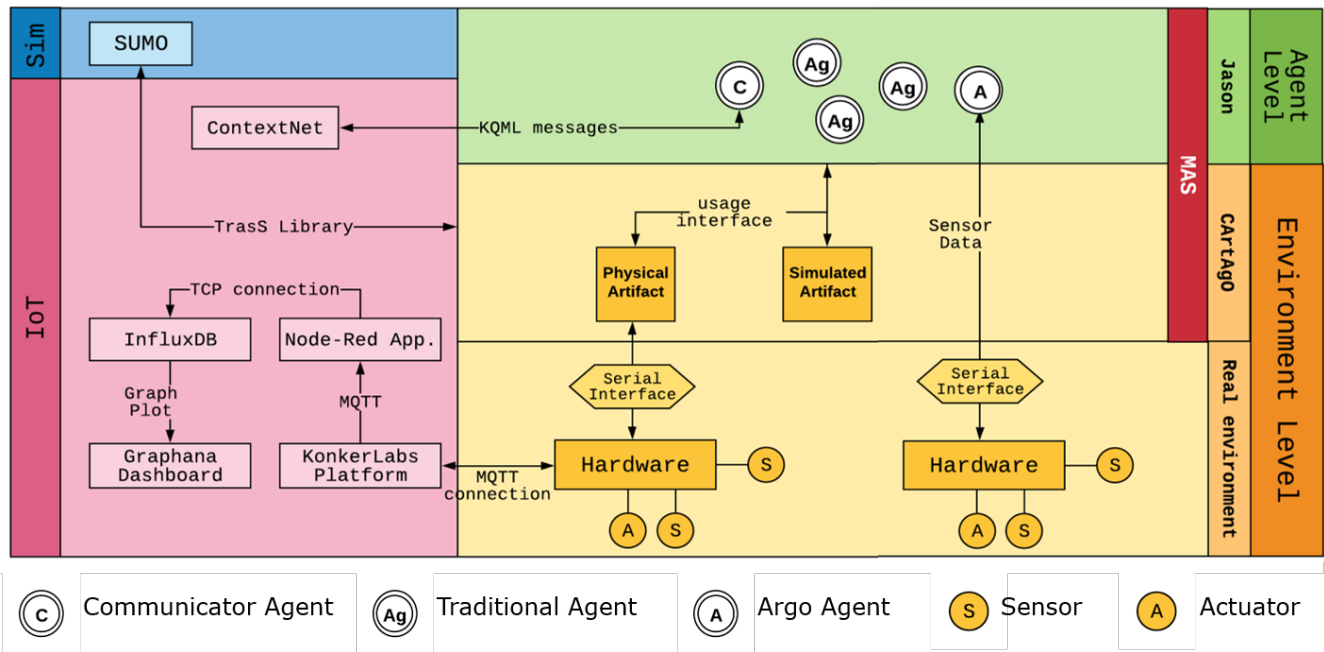 Sim
SUMO
IoT
ContextNet
KQML messages
TrasS Library
TCP connection
InfluxDB
Node-Red App.
Graph
Plot
MQTT
Graphana
Dashboard
KonkerLabs
Platform
MQTT
connection
C
Ag
Ag
Ag
A
usage
interface
Physical
Artifact
Simulated
Artifact
Sensor
Data
Serial
Interface
Serial
Interface
Hardware
S
A
S
Hardware
S
A
S
MAS
Jason
CArtAgO
Real environment
Agent
Level
Environment Level
C Communicator Agent
Ag Traditional Agent
A Argo Agent
S Sensor
A Actuator